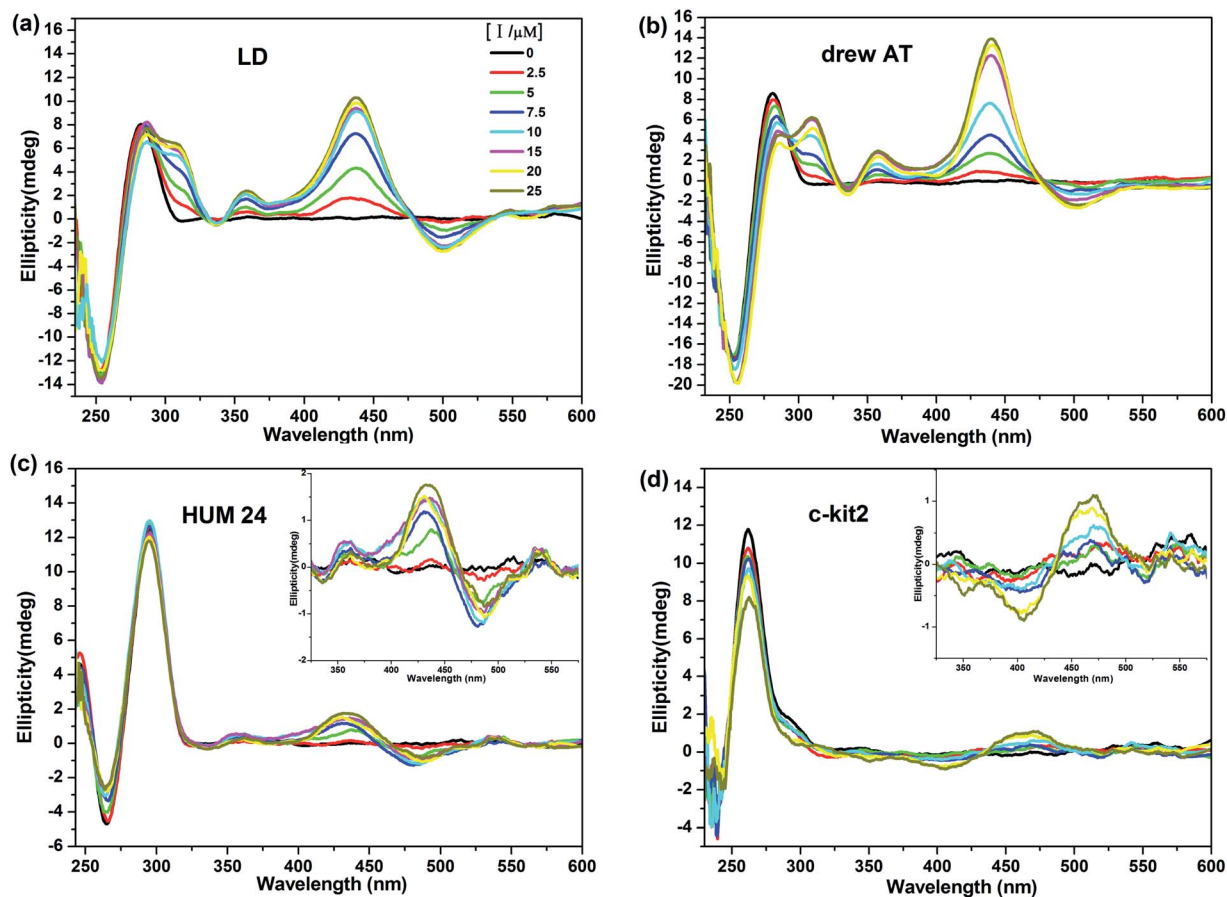 (a)
LD
[ I /μM]
0
2.5
5
7.5
10
15
20
25
Ellipticity(mdeg)
16
14
12
10
8
6
4
2
0
-2
-4
-6
-8
-10
-12
-14
250 300 350 400 450 500 550 600
Wavelength (nm)
(b)
drew AT
Ellipticity(mdeg)
16
14
12
10
8
6
4
2
0
-2
-4
-6
-8
-10
-12
-14
-16
-18
-20
250 300 350 400 450 500 550 600
Wavelength (nm)
(c)
HUM 24
Ellipticity(mdeg)
16
14
12
10
8
6
4
2
0
-2
-4
-6
250 300 350 400 450 500 550 600
Wavelength (nm)
Ellipticity(mdeg)
2
1
0
-1
-2
350 400 450 500 550
Wavelength (nm)
(d)
c-kit2
Ellipticity(mdeg)
14
12
10
8
6
4
2
0
-2
-4
250 300 350 400 450 500 550 600
Wavelength (nm)
Ellipticity(mdeg)
1
0
-1
350 400 450 500 550
Wavelength (nm)